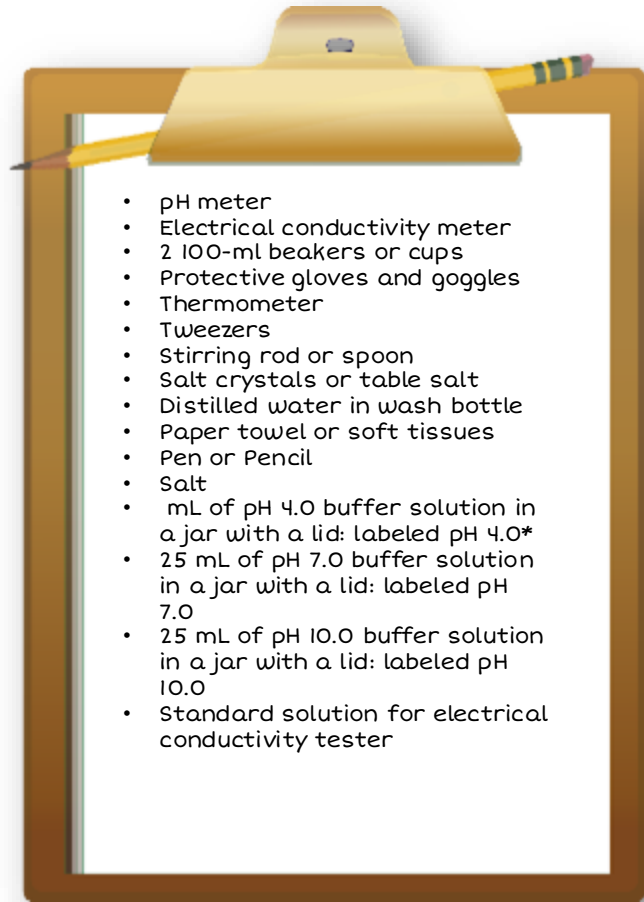 • pH meter
• Electrical conductivity meter
• 2 100-ml beakers or cups
• Protective gloves and goggles
• Thermometer
• Tweezers
• Stirring rod or spoon
• Salt crystals or table salt
• Distilled water in wash bottle
• Paper towel or soft tissues
• Pen or Pencil
• Salt
• mL of pH 4.0 buffer solution in
a jar with a lid: labeled pH 4.0*
• 25 mL of pH 7.0 buffer solution
in a jar with a lid: labeled pH
7.0
• 25 mL of pH 10.0 buffer solution
in a jar with a lid: labeled pH
10.0
• Standard solution for electrical
conductivity tester